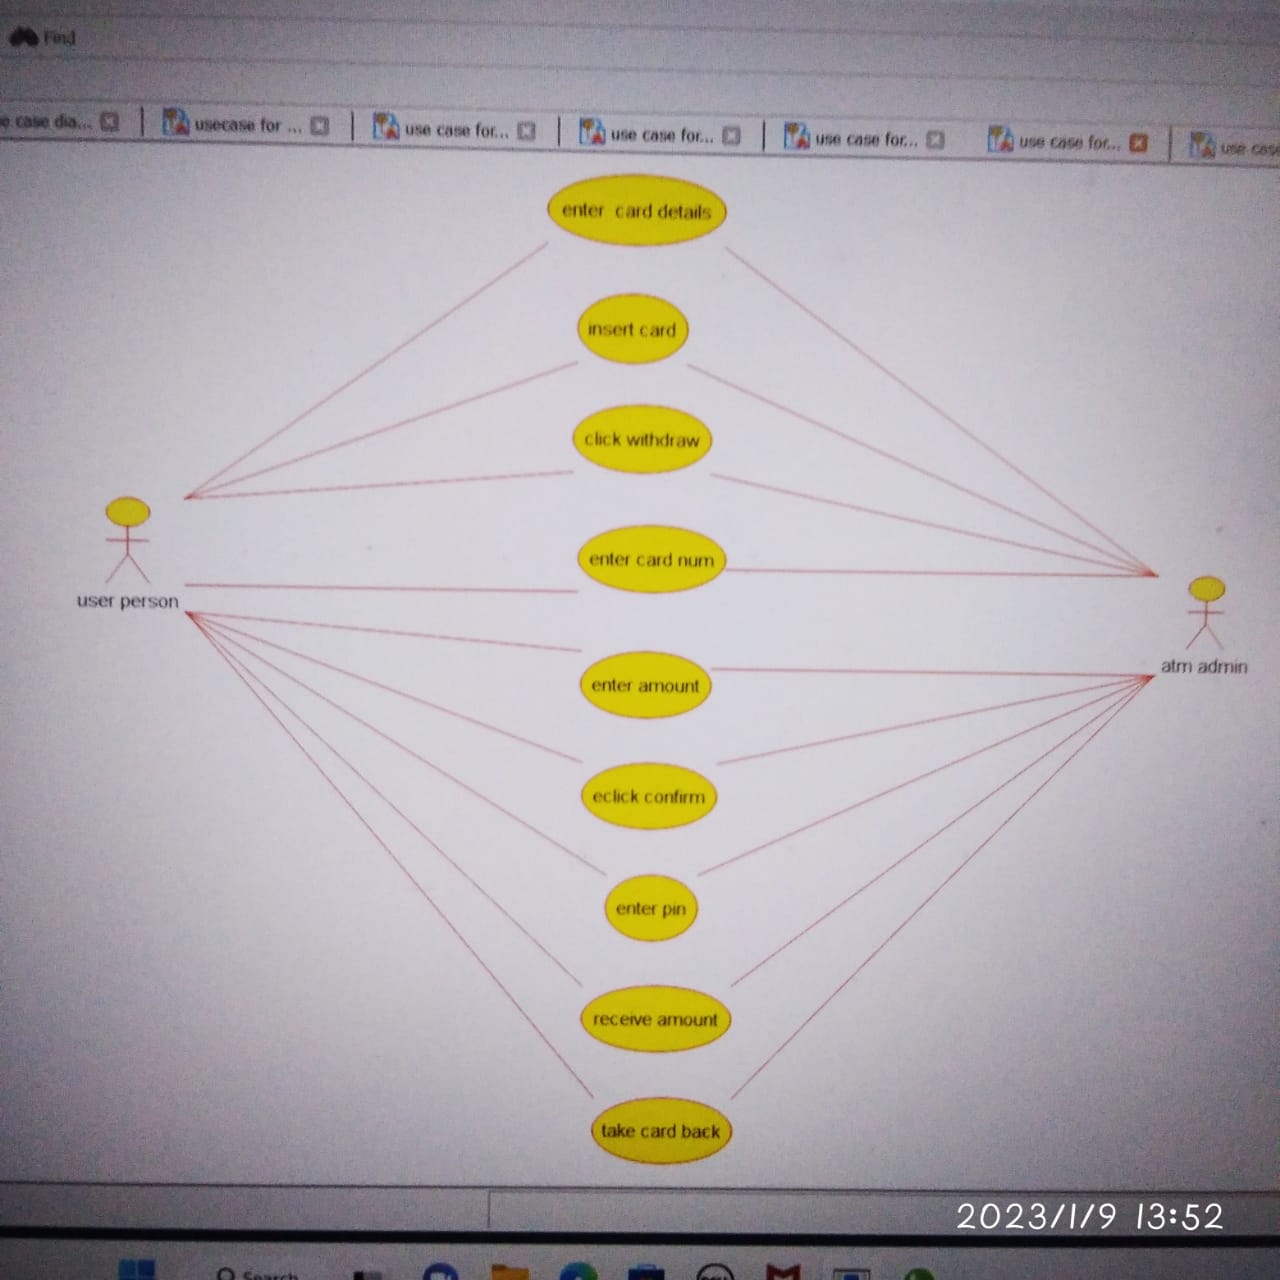 Find
e case dia...
usecase for ...
use case for...
use case for...
use case for...
use case for...
use case
enter card details
insert card
click withdraw
enter card num
user person
atm admin
enter amount
eclick confirm
enter pin
receive amount
take card back
2023/1/9 13:52
Search